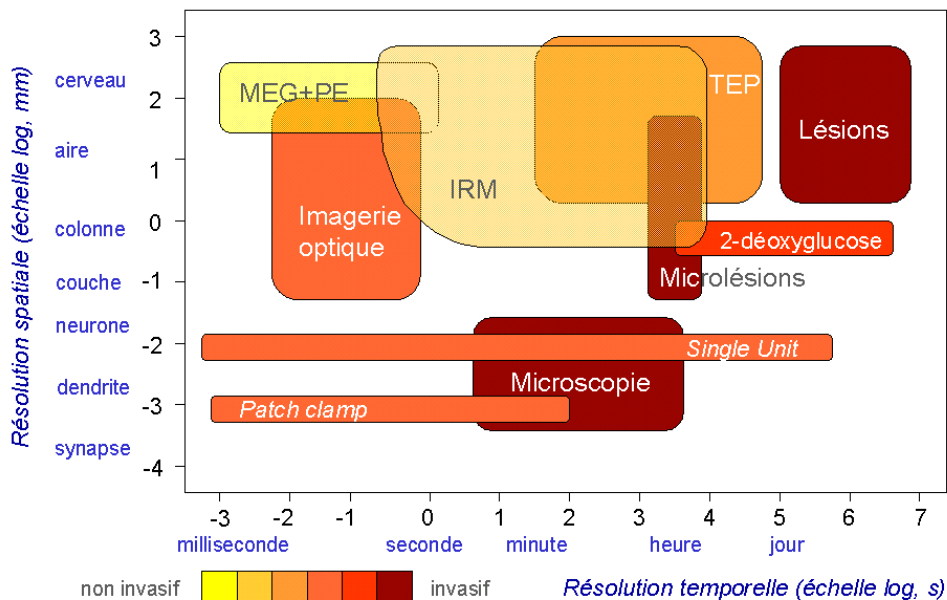 Résolution spatiale (échelle log, mm)
3
cerveau
2
aire
1
colonne
0
couche
-1
neurone
-2
dendrite
-3
synapse
-4
MEG+PE
TEP
Lésions
IRM
Imagerie
optique
2-déoxyglucose
Microlésions
Single Unit
Microscopie
Patch clamp
-3 -2 -1 0 1 2 3 4 5 6 7
milliseconde seconde minute heure jour
non invasif invasif Résolution temporelle (échelle log, s)